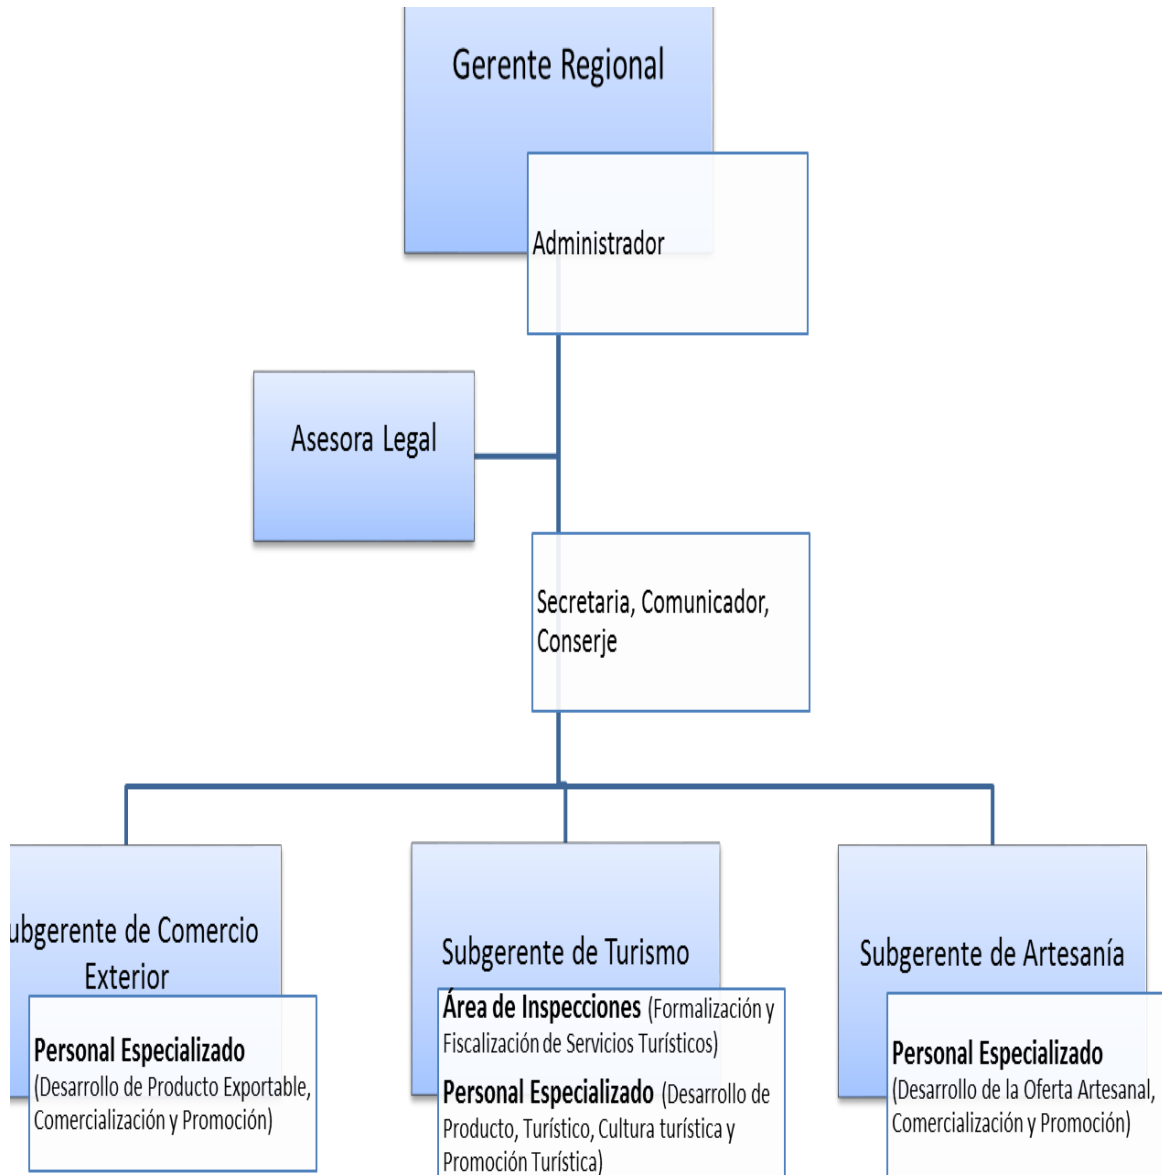 Gerente Regional
Administrador
Asesora Legal
Secretaria, Comunicador,
Conserje
ubgerente de Comercio
Exterior
Personal Especializado
(Desarrollo de Producto Exportable,
Comercialización y Promoción)
Subgerente de Turismo
Área de Inspecciones (Formalización y
Fiscalización de Servicios Turísticos)
Personal Especializado (Desarrollo de
Producto, Turístico, Cultura turística y
Promoción Turística)
Subgerente de Artesanía
Personal Especializado
(Desarrollo de la Oferta Artesanal,
Comercialización y Promoción)